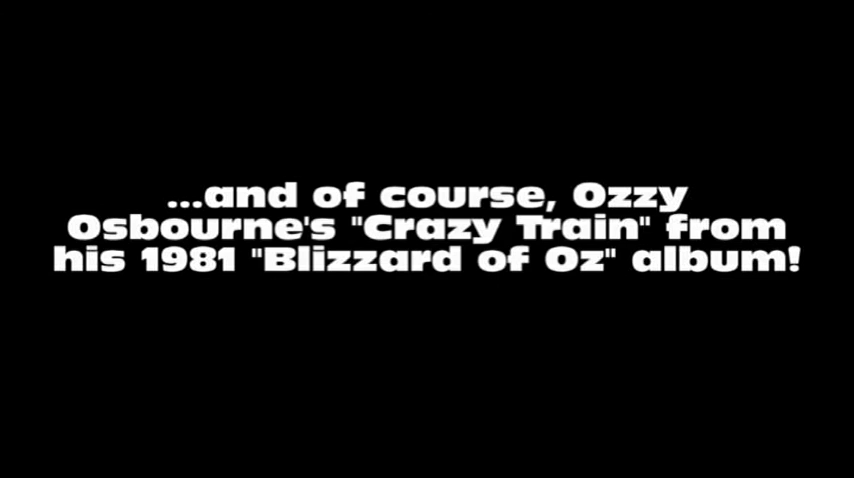 ...and of course, Ozzy
Osbourne's "Crazy Train" from
his 1981 "Blizzard of Oz" album!